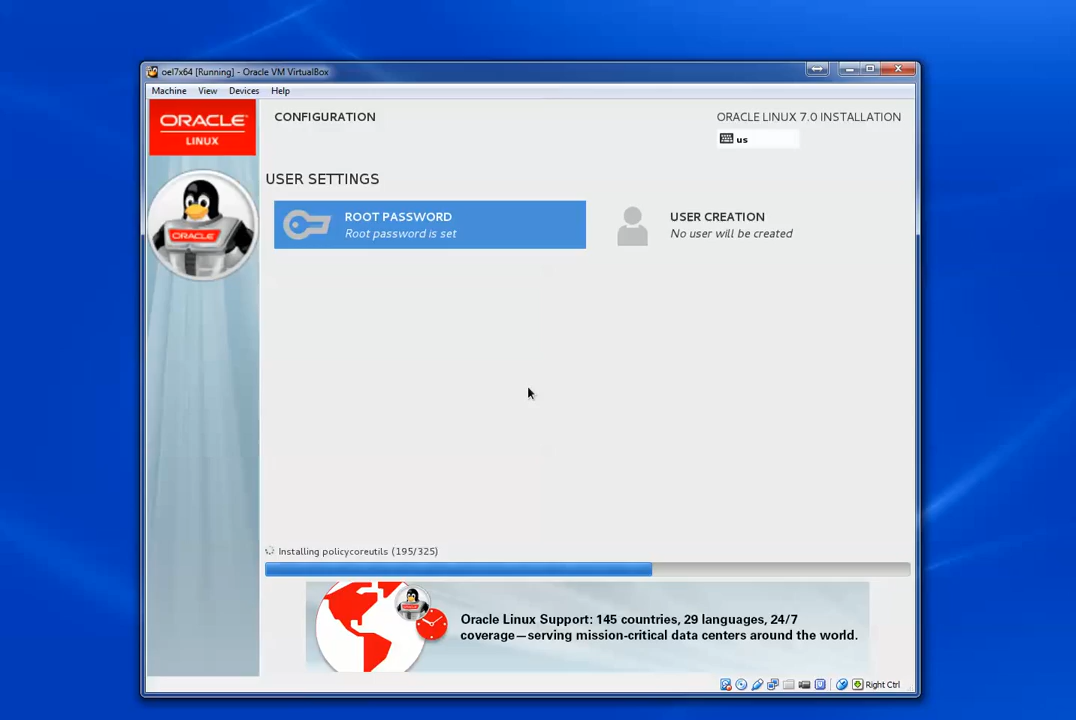 oel7x64 [Running] - Oracle VM VirtualBox
Machine View Devices Help
ORACLE
LINUX
ORACLE
CONFIGURATION
ORACLE LINUX 7.0 INSTALLATION
us
USER SETTINGS
ROOT PASSWORD
Root password is set
USER CREATION
No user will be created
Installing policycoreutils (195/325)
Oracle Linux Support: 145 countries, 29 languages, 24/7
coverage—serving mission-critical data centers around the world.
Right Ctrl